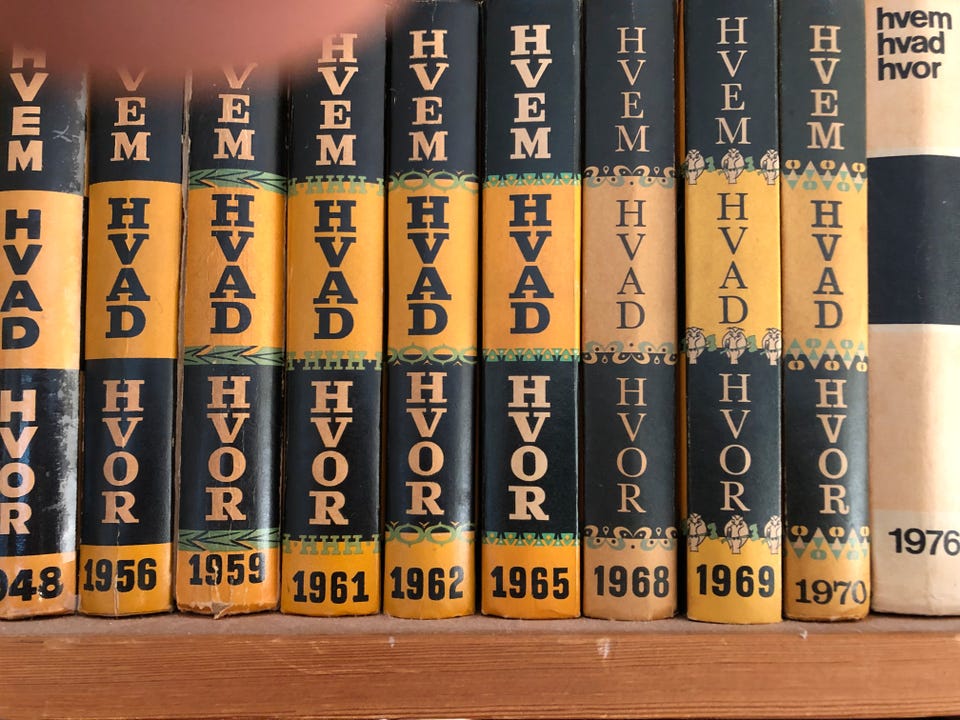 HVEM
HVAD
HVOR
948
VEM
HVAD
HVOR
1956
VEM
HVAD
HVOR
1959
HVEM
HVAD
HVOR
1961
HVEM
HVAD
HVOR
1962
HVEM
HVAD
HVOR
1965
HVEM
HVAD
HVOR
1968
HVEM
HVAD
HVOR
1969
HVEM
HVAD
HVOR
1970
hvem
hvad
hvor
1976